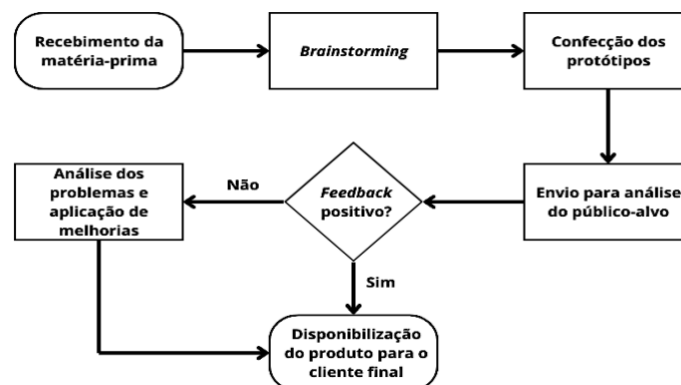 Recebimento da
matéria-prima
Brainstorming
Confecção dos
protótipos
Envio para análise
do público-alvo
Feedback
positivo?
Não
Análise dos
problemas e
aplicação de
melhorias
Sim
Disponibilização
do produto para o
cliente final